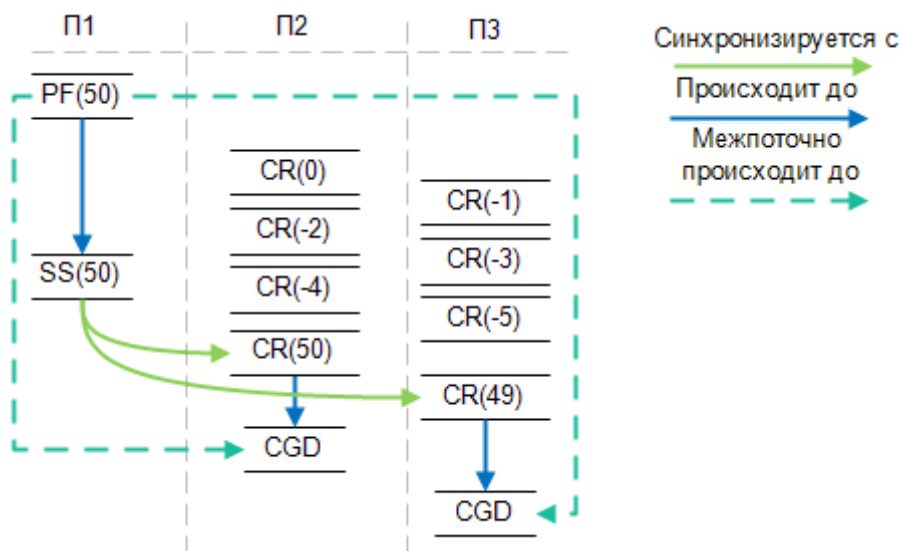 П1
П2
П3
PF(50)
SS(50)
CR(0)
CR(-2)
CR(-4)
CR(50)
CGD
CR(-1)
CR(-3)
CR(-5)
CR(49)
CGD
Синхронизируется с
Происходит до
Межпоточно
происходит до